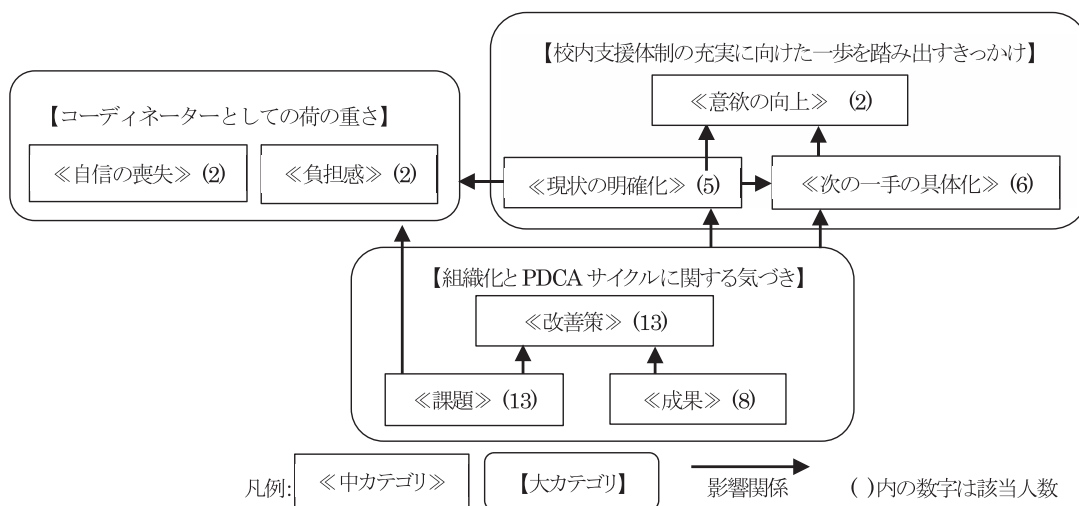 【校内支援体制の充実に向けた一歩を踏み出すきっかけ】
≪意欲の向上≫ (2)
【コーディネーターとしての荷の重さ】
≪自信の喪失≫ (2)
≪負担感≫ (2)
≪現状の明確化≫ (5)
≪次の一手の具体化≫ (6)
【組織化と PDCA サイクルに関する気づき】
≪改善策≫ (13)
≪課題≫ (13)
≪成果≫ (8)
凡例:
≪中カテゴリ≫
【大カテゴリ】
影響関係
( )内の数字は該当人数